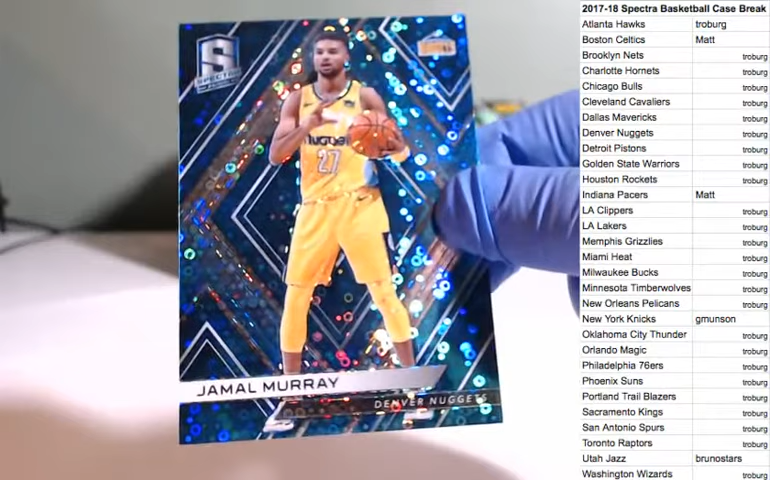 2017-18 Spectra Basketball Case Break
Atlanta Hawks troburg
Boston Celtics Matt
Brooklyn Nets troburg
Charlotte Hornets troburg
Chicago Bulls troburg
Cleveland Cavaliers troburg
Dallas Mavericks troburg
Denver Nuggets troburg
Detroit Pistons troburg
Golden State Warriors troburg
Houston Rockets troburg
Indiana Pacers Matt
LA Clippers troburg
LA Lakers troburg
Memphis Grizzlies troburg
Miami Heat troburg
Milwaukee Bucks troburg
Minnesota Timberwolves troburg
New Orleans Pelicans troburg
New York Knicks gmunson
Oklahoma City Thunder troburg
Orlando Magic troburg
Philadelphia 76ers troburg
Phoenix Suns troburg
Portland Trail Blazers troburg
Sacramento Kings troburg
San Antonio Spurs troburg
Toronto Raptors troburg
Utah Jazz brunostars
Washington Wizards troburg
S
SPECTRA
NUGGETS
27
JAMAL MURRAY
DENVER NUGGETS